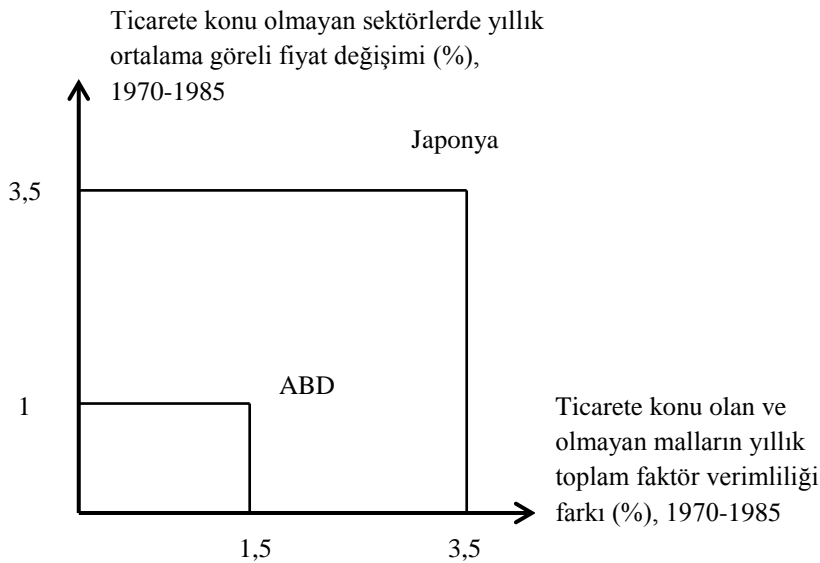 Ticarete konu olmayan sektörlerde yıllık
ortalama göreli fiyat değişimi (%),
1970-1985
Japonya
3,5
ABD
1
Ticarete konu olan ve
olmayan malların yıllık
toplam faktör verimliliği
farkı (%), 1970-1985
1,5
3,5